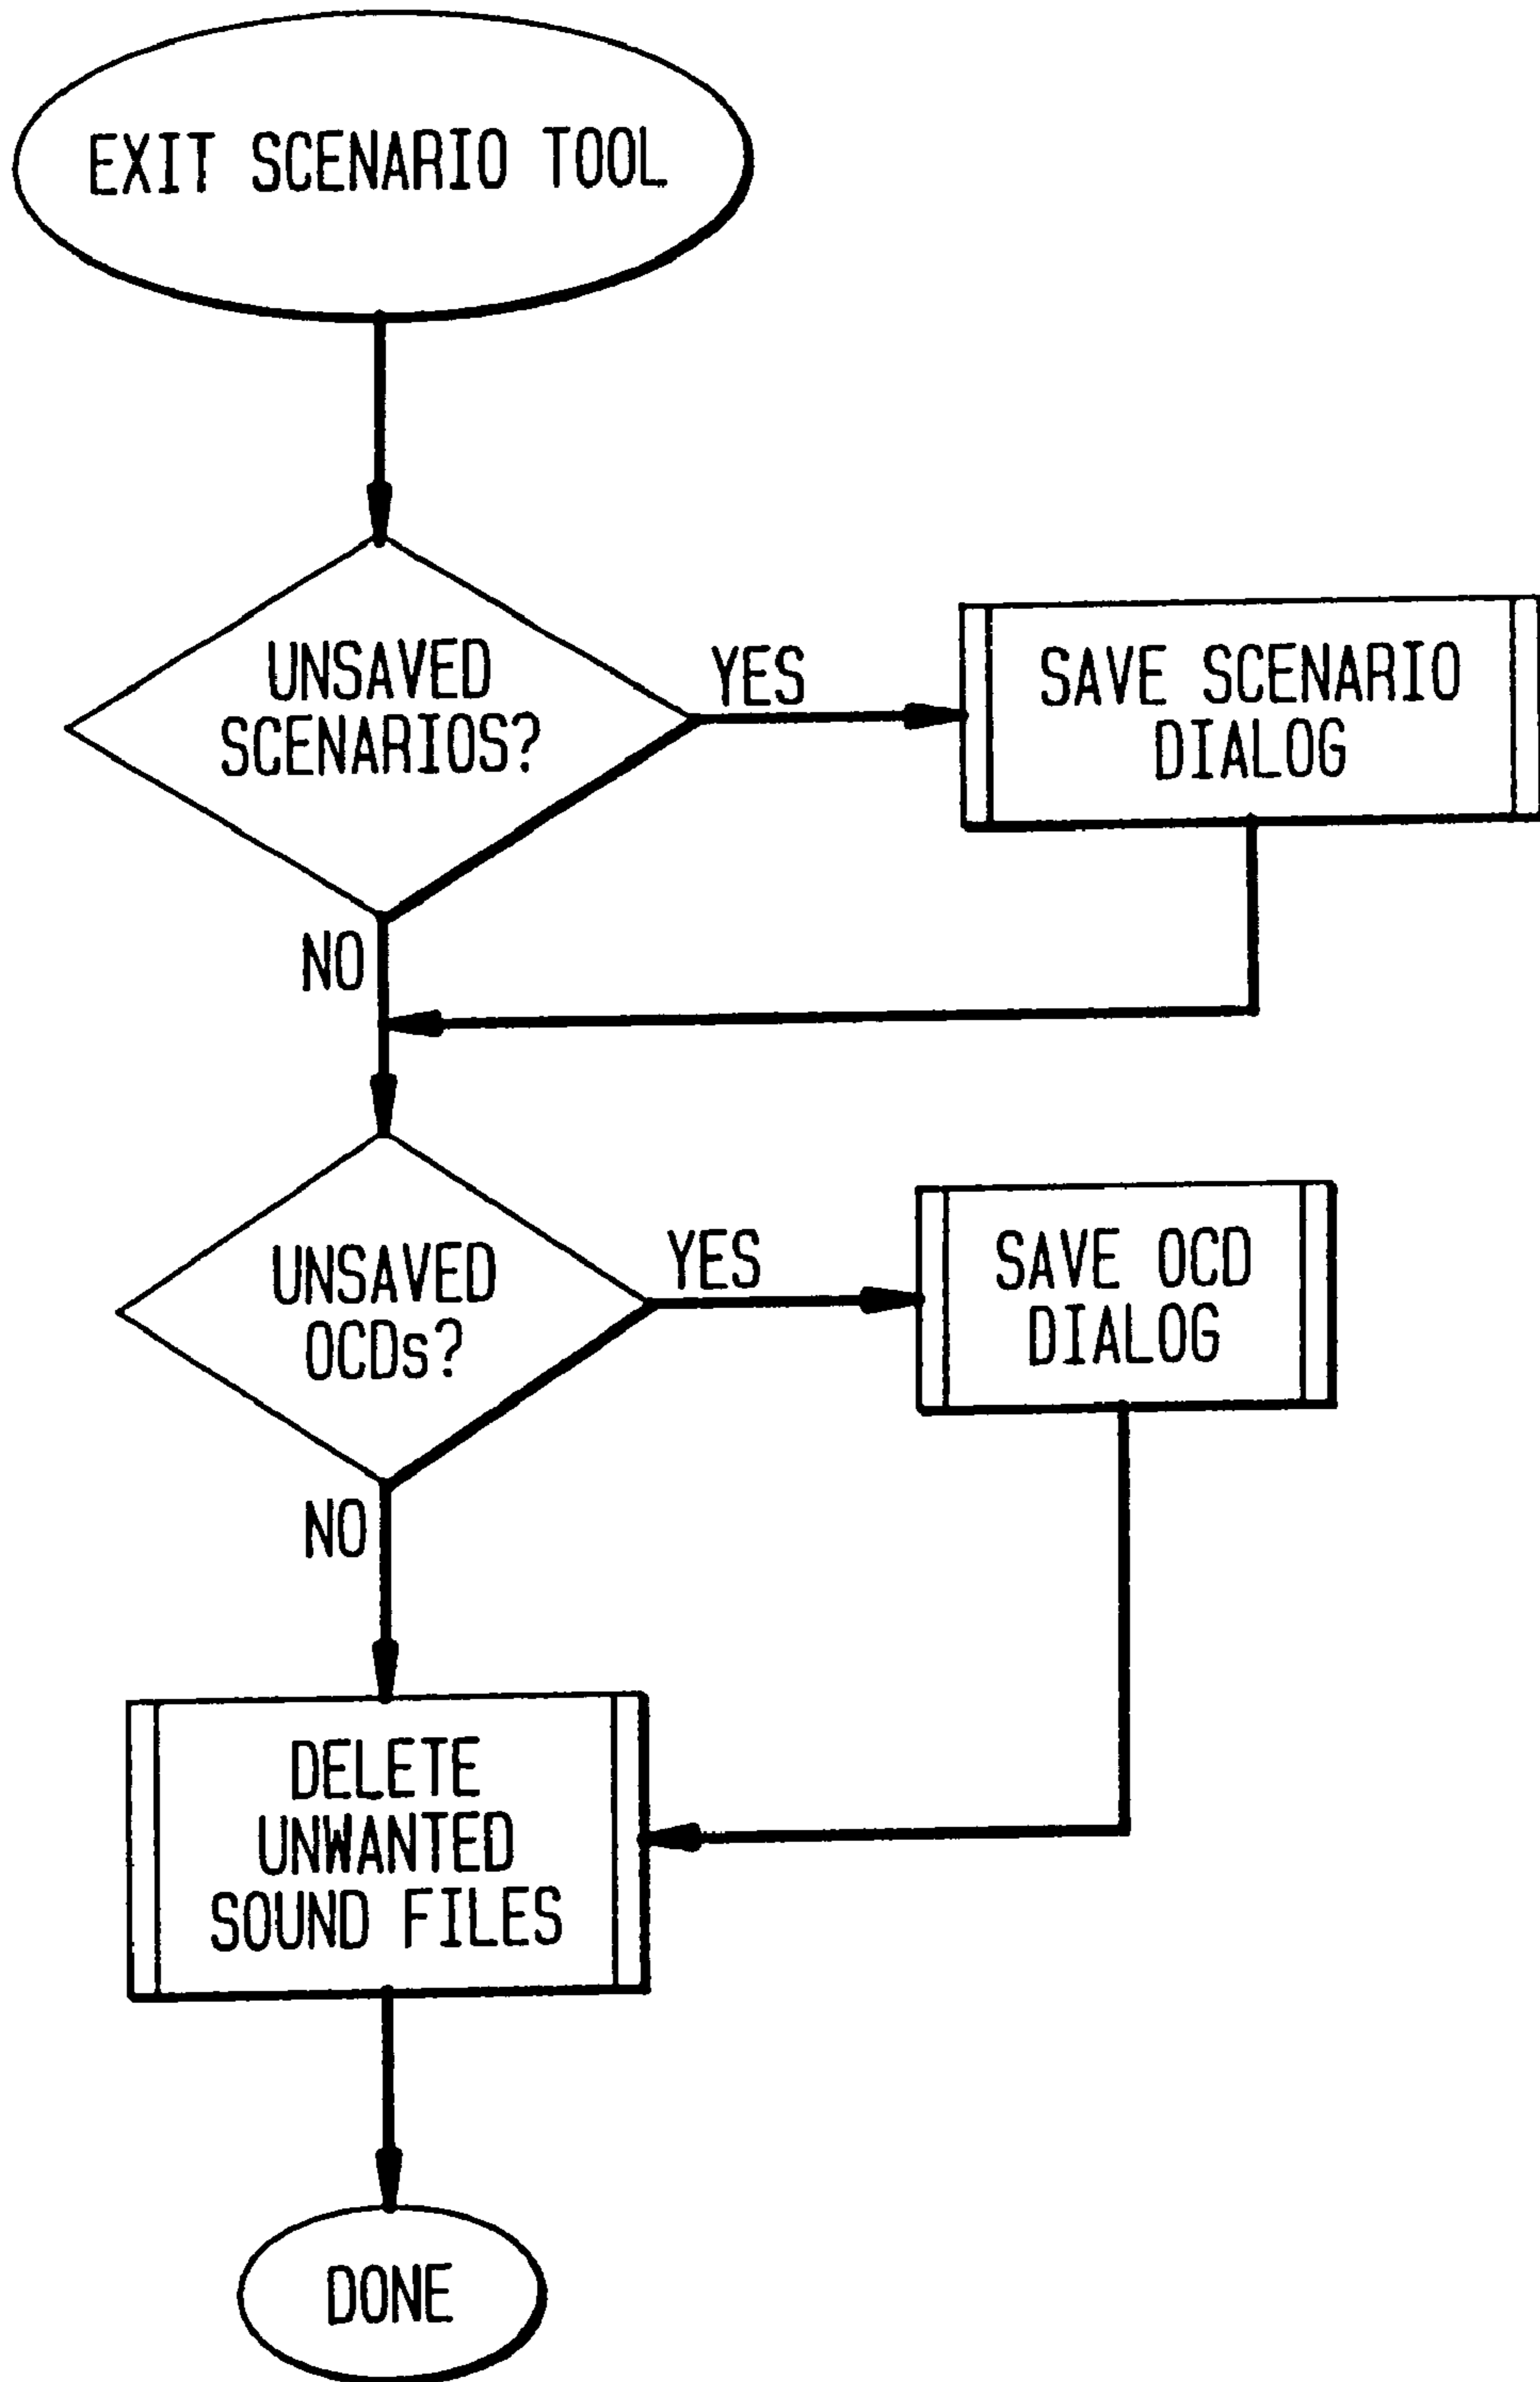 EXIT SCENARIO TOOL
UNSAVED
SCENARIOS?
YES
SAVE SCENARIO
DIALOG
NO
UNSAVED
OCDs?
YES
SAVE OCD
DIALOG
NO
DELETE
UNWANTED
SOUND FILES
DONE